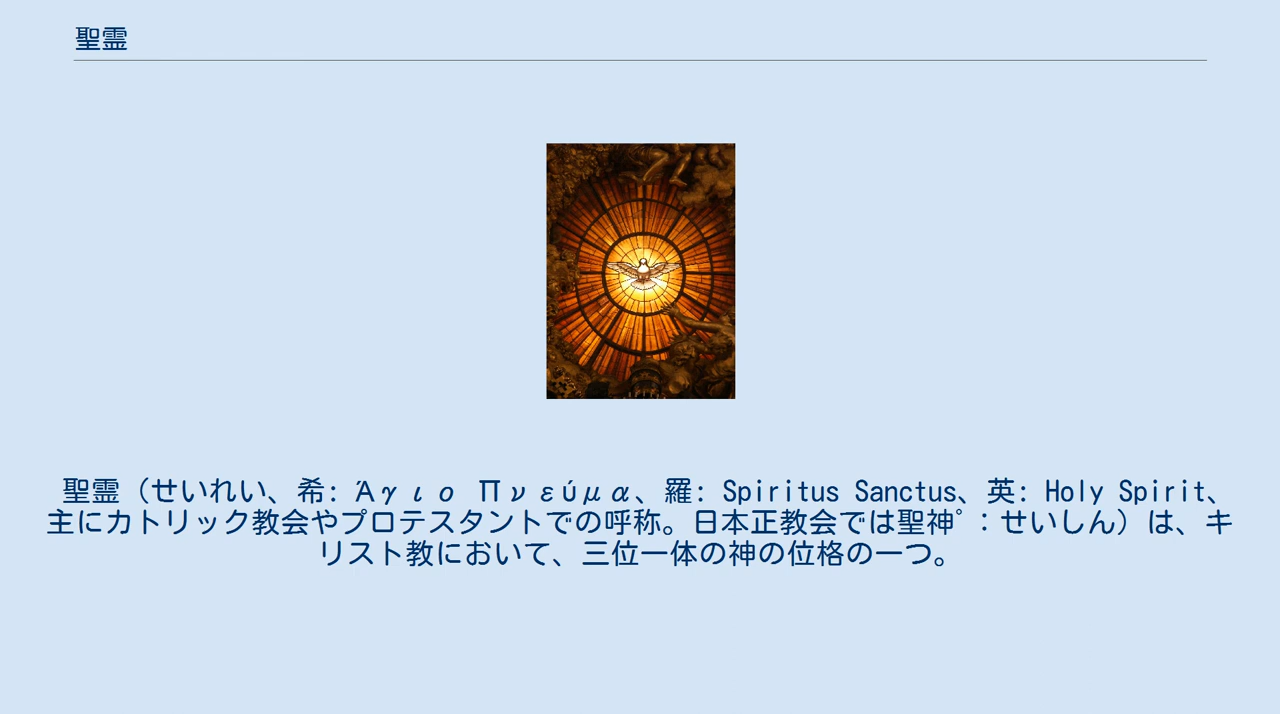 聖霊
聖霊（せいれい、希: Άγιο Πνεύμα、羅: Spiritus Sanctus、英: Holy Spirit、
主にカトリック教会やプロテスタントでの呼称。日本正教会では聖神゜：せいしん）は、キ
リスト教において、三位一体の神の位格の一つ。